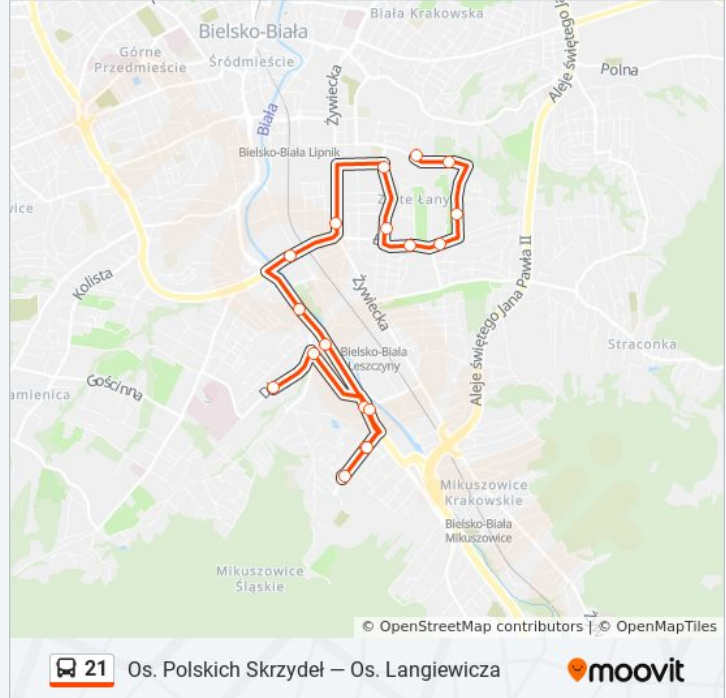 Biała Krakowska
Bielsko-Biała
Górne
Przedmieście
Śródmieście
Polna
Aleje świętego J
Żywiecka
Biała
Bielsko-Biała Lipnik
Złote Łany
vice
Aleje świętego Jana Pawła II
Kolista
Żywiecka
Straconka
Bielsko-Biała
Leszczyny
amienica
Gościnna
Mikuszowice
Krakowskie
Bielsko-Biała
Mikuszowice
Mikuszowice
Śląskie
© OpenStreetMap contributors | © OpenMapTiles
21 Os. Polskich Skrzydeł — Os. Langiewicza
moovit